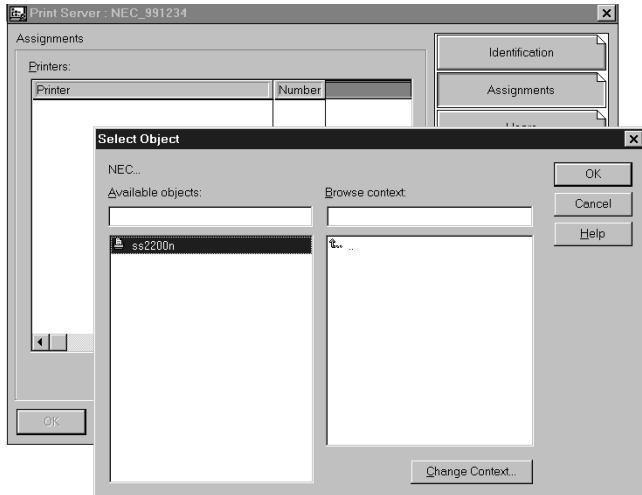 Print Server : NEC_991234
Assignments
Printers:
Printer Number
Identification
Assignments
Users
Select Object
NEC...
Available objects:
Browse context:
ss2200n
..
OK
Cancel
Help
Change Context...
OK